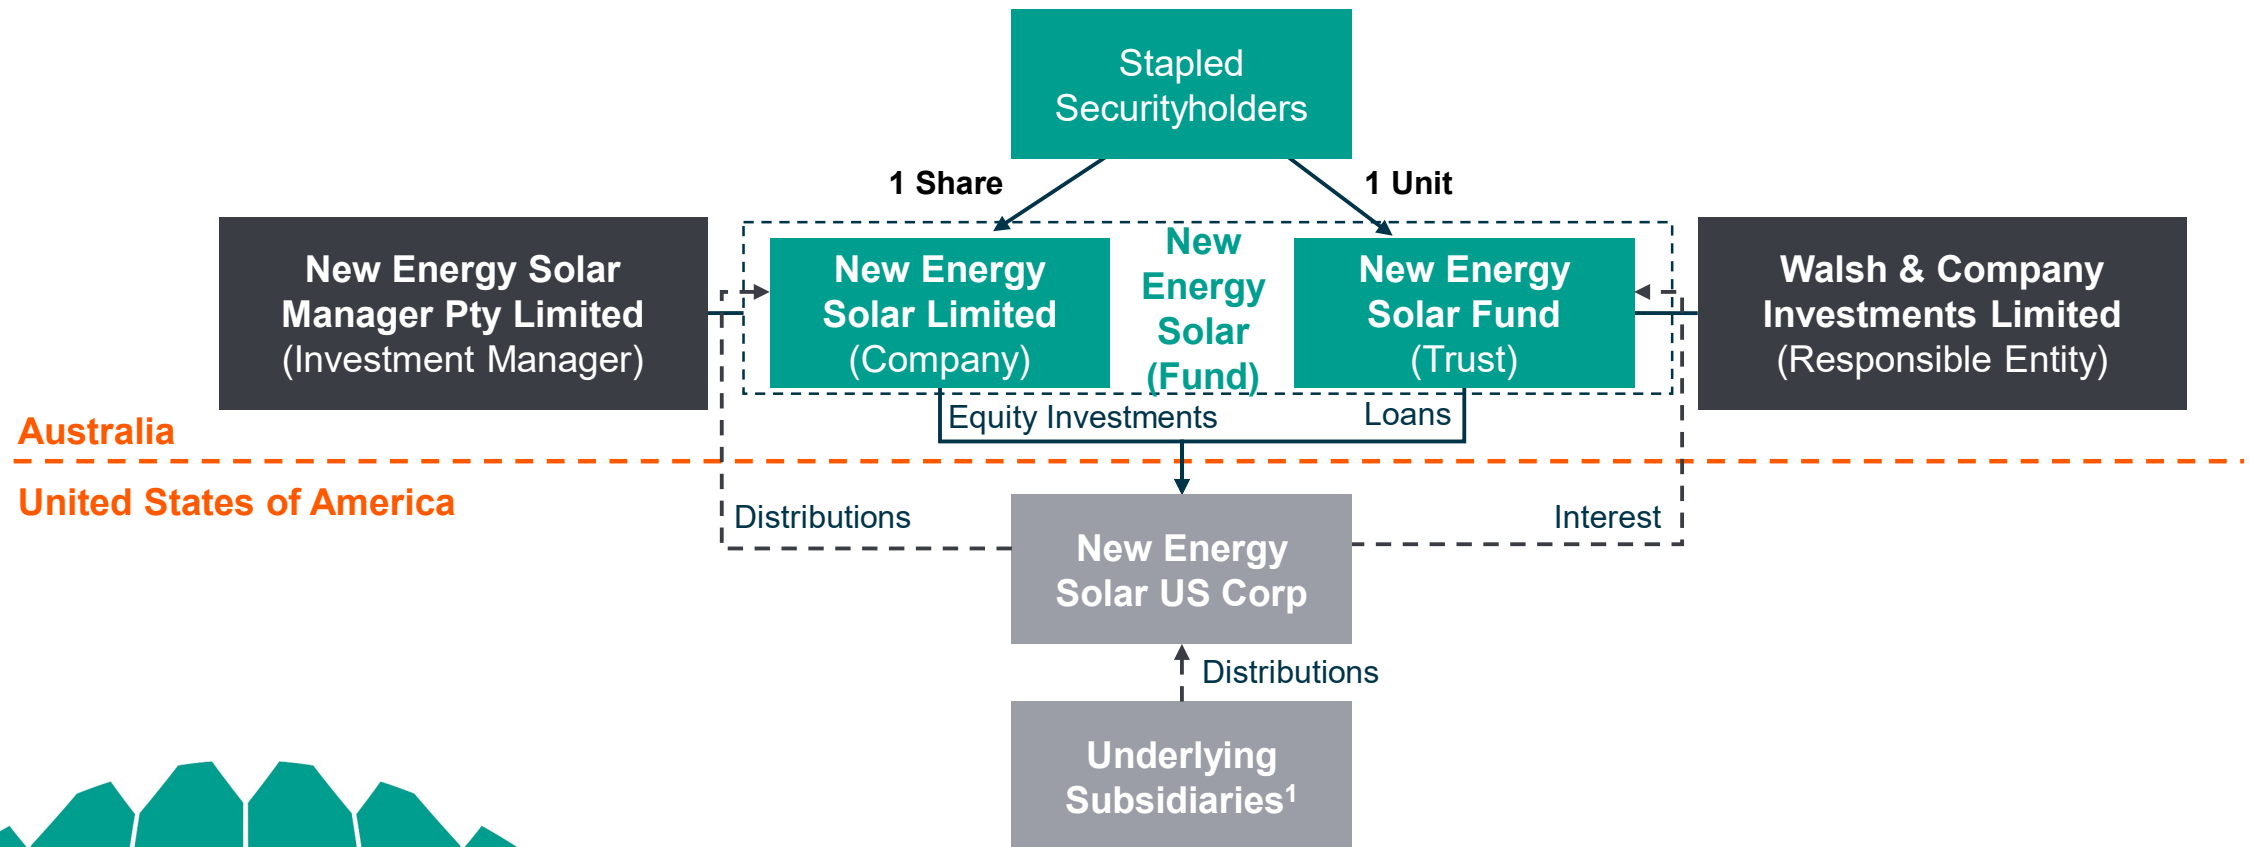 Stapled
Securityholders
1 Share
1 Unit
New Energy Solar
Manager Pty Limited
(Investment Manager)
New Energy
Solar Limited
(Company)
New
Energy
Solar
(Fund)
New Energy
Solar Fund
(Trust)
Walsh & Company
Investments Limited
(Responsible Entity)
Equity Investments
Loans
Australia
United States of America
Distributions
Interest
New Energy
Solar US Corp
Distributions
Underlying
Subsidiaries¹